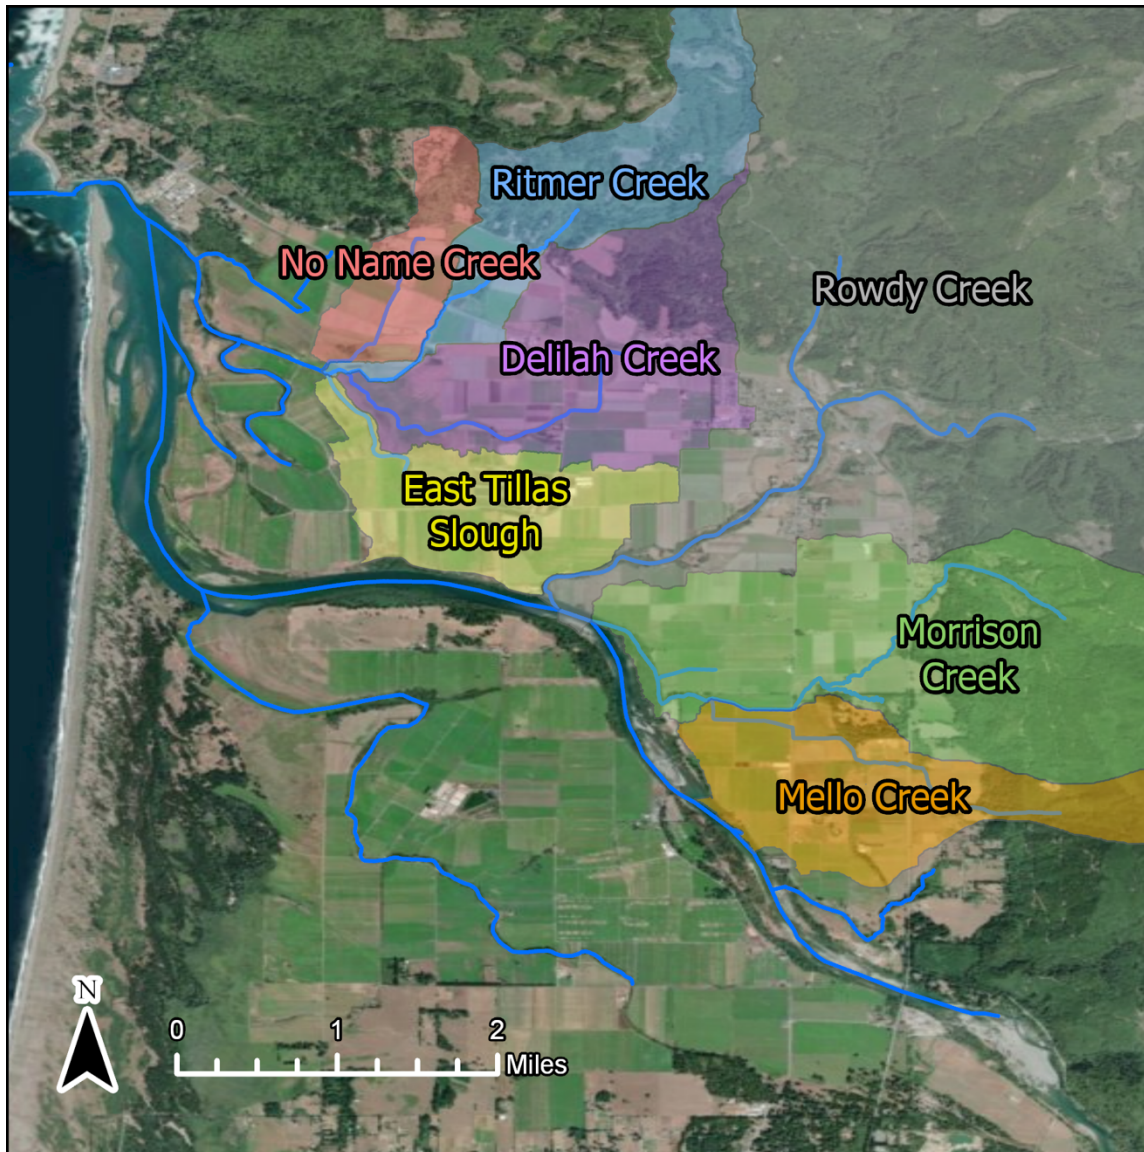 Ritmer Creek
No Name Creek
Rowdy Creek
Delilah Creek
East Tillas
Slough
Morrison
Creek
Mello Creek
N
0 1 2
Miles